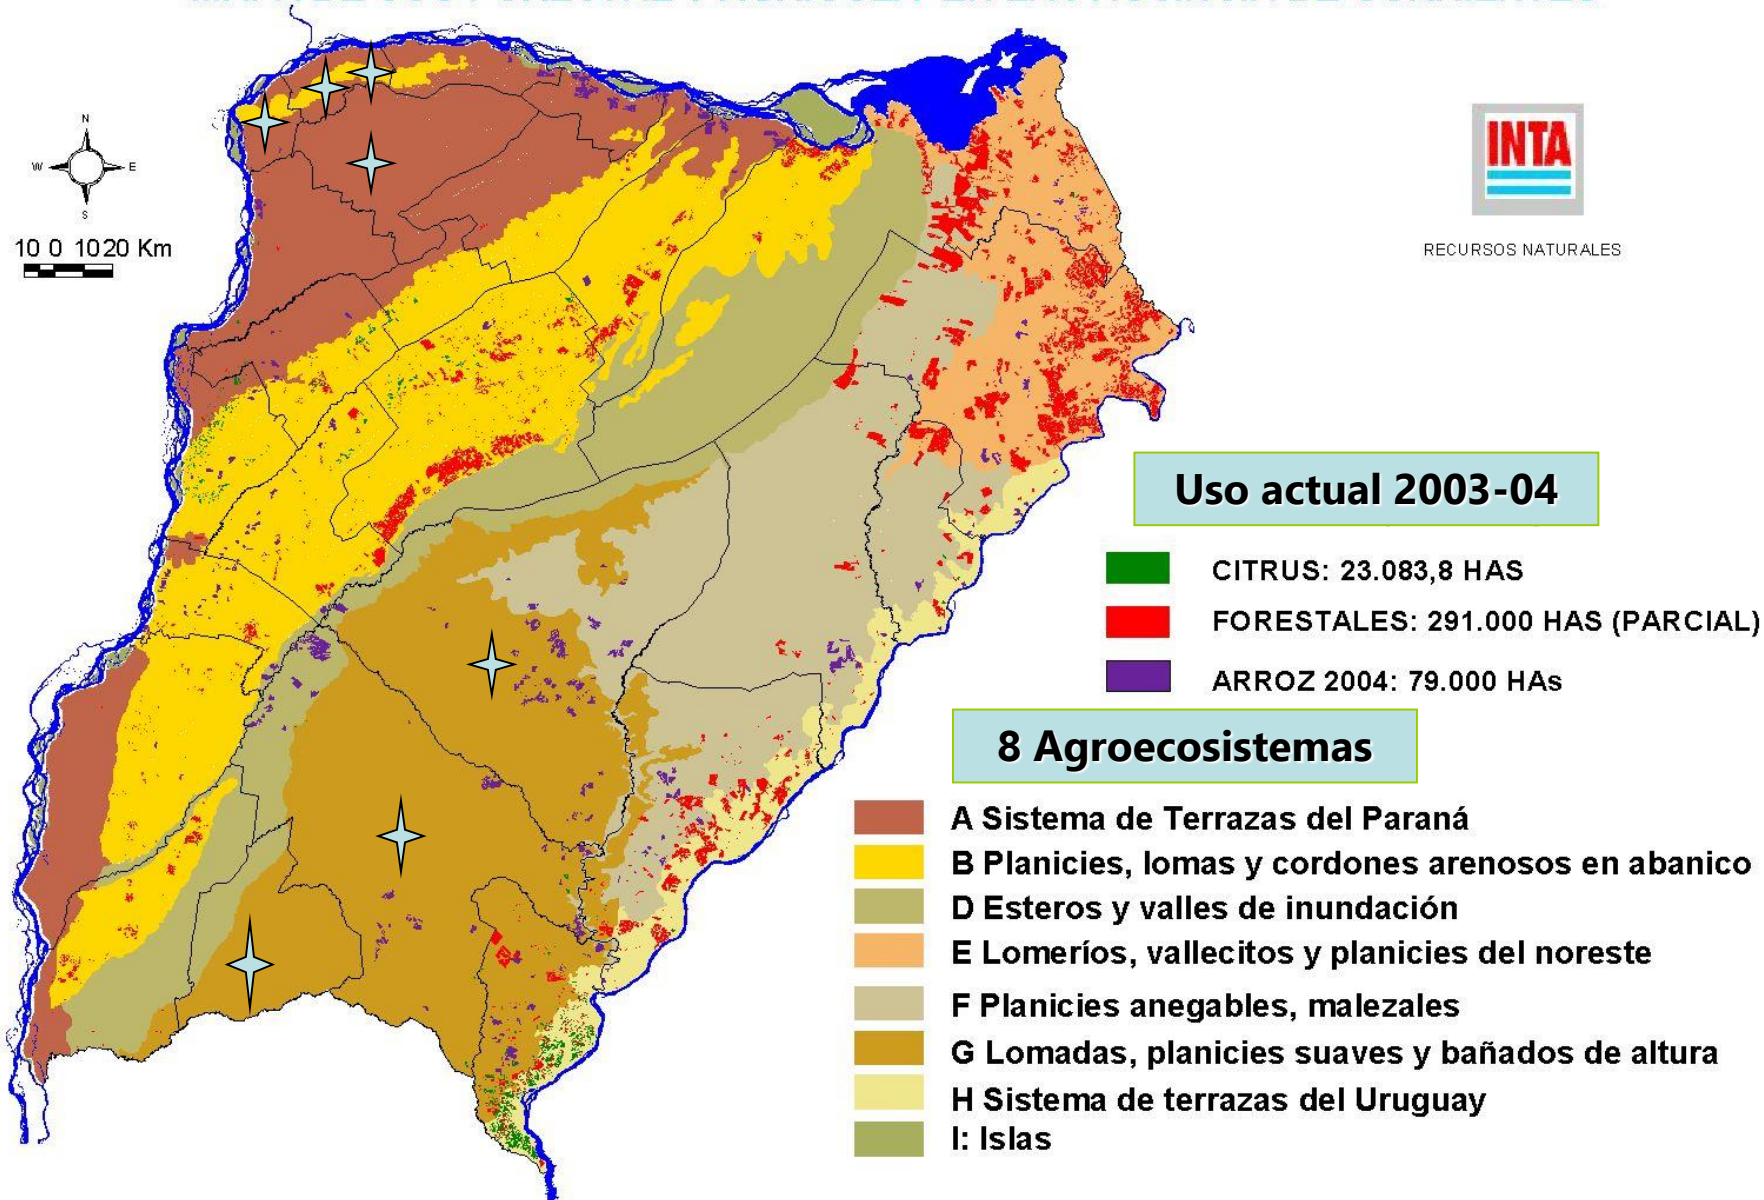 N
W E
S
10 0 1020 Km
INTA
RECURSOS NATURALES
Uso actual 2003-04
CITRUS: 23.083,8 HAS
FORESTALES: 291.000 HAS (PARCIAL)
ARROZ 2004: 79.000 HAs
8 Agroecosistemas
A Sistema de Terrazas del Paraná
B Planicies, lomas y cordones arenosos en abanico
D Esteros y valles de inundación
E Lomeríos, vallecitos y planicies del noreste
F Planicies anegables, malezales
G Lomadas, planicies suaves y bañados de altura
H Sistema de terrazas del Uruguay
I: Islas